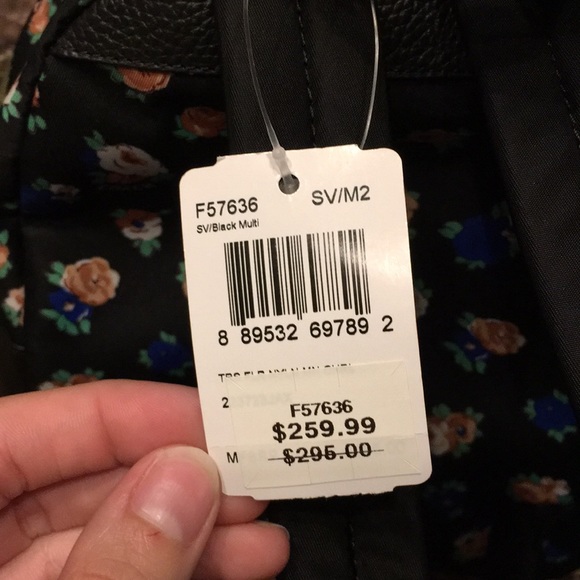 F57636 SV/M2
SV/Black Multi
8 89532 69789 2
2
F57636
$259.99
M $295.00